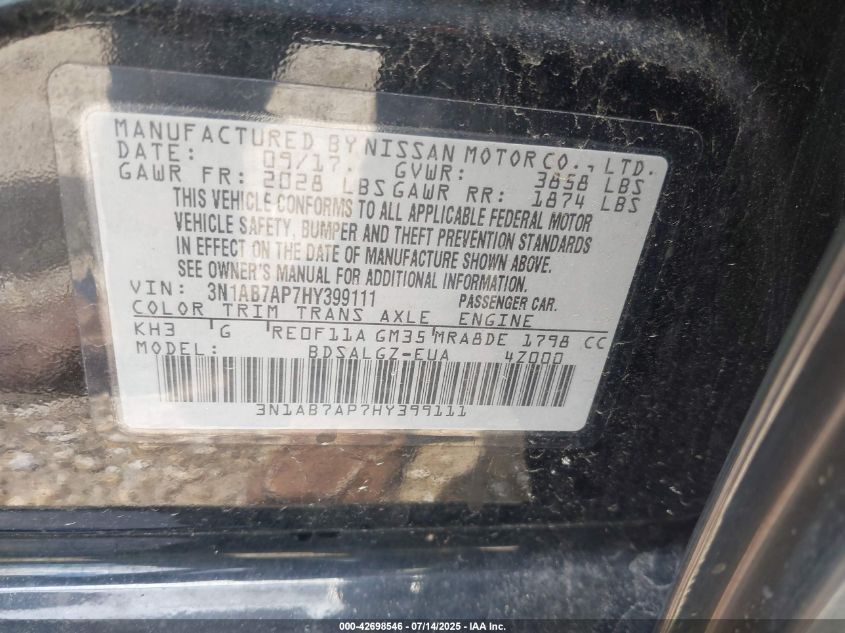 MANUFACTURED BY NISSAN MOTOR CO., LTD.
DATE: 09/17 GVWR: 3858 LBS
GAWR FR: 2028 LBS GAWR RR: 1874 LBS
THIS VEHICLE CONFORMS TO ALL APPLICABLE FEDERAL MOTOR
VEHICLE SAFETY, BUMPER AND THEFT PREVENTION STANDARDS
IN EFFECT ON THE DATE OF MANUFACTURE SHOWN ABOVE.
SEE OWNER'S MANUAL FOR ADDITIONAL INFORMATION.
VIN: 3N1AB7AP7HY399111 PASSENGER CAR.
COLOR TRIM TRANS AXLE ENGINE
KH3 G RE0F11A GM35 MRA8DE 1798 CC
MODEL: BDSALGZ-EUA 4Z000
3N1AB7AP7HY399111
000-42698546 - 07/14/2025 - IAA Inc.